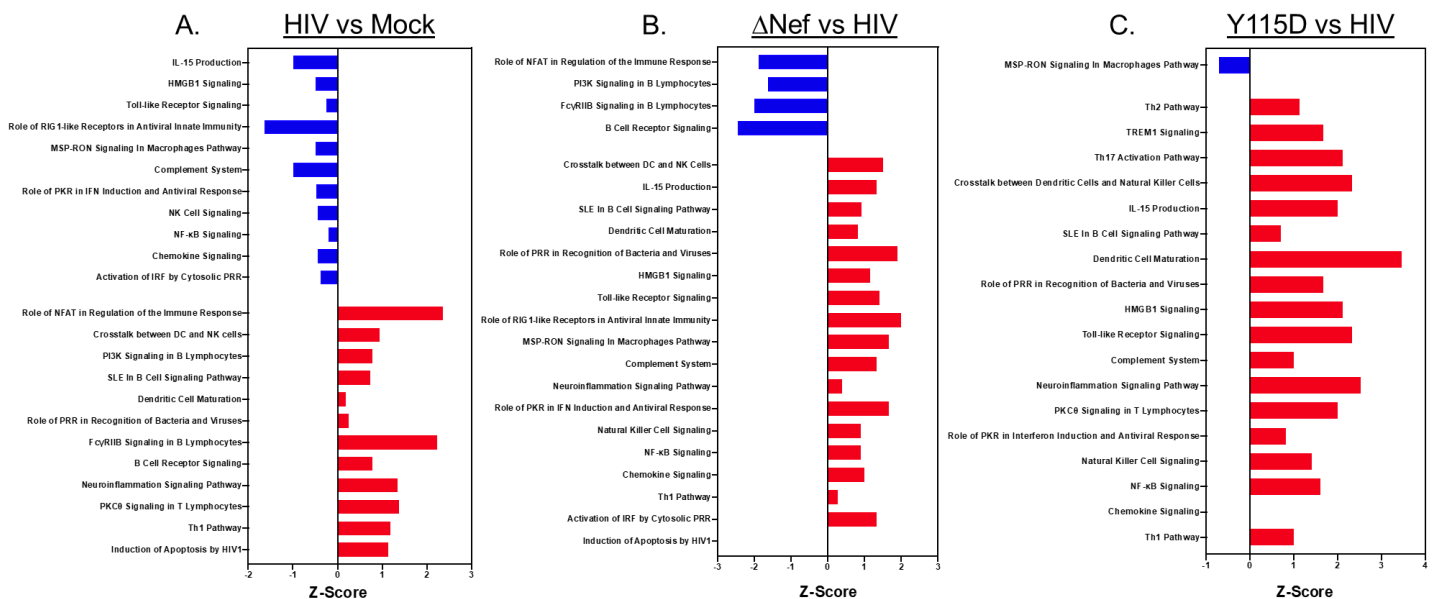 A.
HIV vs Mock
IL-15 Production
HMGB1 Signaling
Toll-like Receptor Signaling
Role of RIG1-like Receptors in Antiviral Innate Immunity
MSP-RON Signaling In Macrophages Pathway
Complement System
Role of PKR in IFN Induction and Antiviral Response
NK Cell Signaling
NF-κB Signaling
Chemokine Signaling
Activation of IRF by Cytosolic PRR
Role of NFAT in Regulation of the Immune Response
Crosstalk between DC and NK cells
PI3K Signaling in B Lymphocytes
SLE In B Cell Signaling Pathway
Dendritic Cell Maturation
Role of PRR in Recognition of Bacteria and Viruses
FcγRIIB Signaling in B Lymphocytes
B Cell Receptor Signaling
Neuroinflammation Signaling Pathway
PKCθ Signaling in T Lymphocytes
Th1 Pathway
Induction of Apoptosis by HIV1
-2 -1 0 1 2 3
Z-Score
B.
ΔNef vs HIV
Role of NFAT in Regulation of the Immune Response
PI3K Signaling in B Lymphocytes
FcγRIIB Signaling in B Lymphocytes
B Cell Receptor Signaling
Crosstalk between DC and NK Cells
IL-15 Production
SLE In B Cell Signaling Pathway
Dendritic Cell Maturation
Role of PRR in Recognition of Bacteria and Viruses
HMGB1 Signaling
Toll-like Receptor Signaling
Role of RIG1-like Receptors in Antiviral Innate Immunity
MSP-RON Signaling In Macrophages Pathway
Complement System
Neuroinflammation Signaling Pathway
Role of PKR in IFN Induction and Antiviral Response
Natural Killer Cell Signaling
NF-κB Signaling
Chemokine Signaling
Th1 Pathway
Activation of IRF by Cytosolic PRR
Induction of Apoptosis by HIV1
-3 -2 -1 0 1 2 3
Z-Score
C.
Y115D vs HIV
MSP-RON Signaling In Macrophages Pathway
Th2 Pathway
TREM1 Signaling
Th17 Activation Pathway
Crosstalk between Dendritic Cells and Natural Killer Cells
IL-15 Production
SLE In B Cell Signaling Pathway
Dendritic Cell Maturation
Role of PRR in Recognition of Bacteria and Viruses
HMGB1 Signaling
Toll-like Receptor Signaling
Complement System
Neuroinflammation Signaling Pathway
PKCθ Signaling in T Lymphocytes
Role of PKR in Interferon Induction and Antiviral Response
Natural Killer Cell Signaling
NF-κB Signaling
Chemokine Signaling
Th1 Pathway
-1 0 1 2 3 4
Z-Score